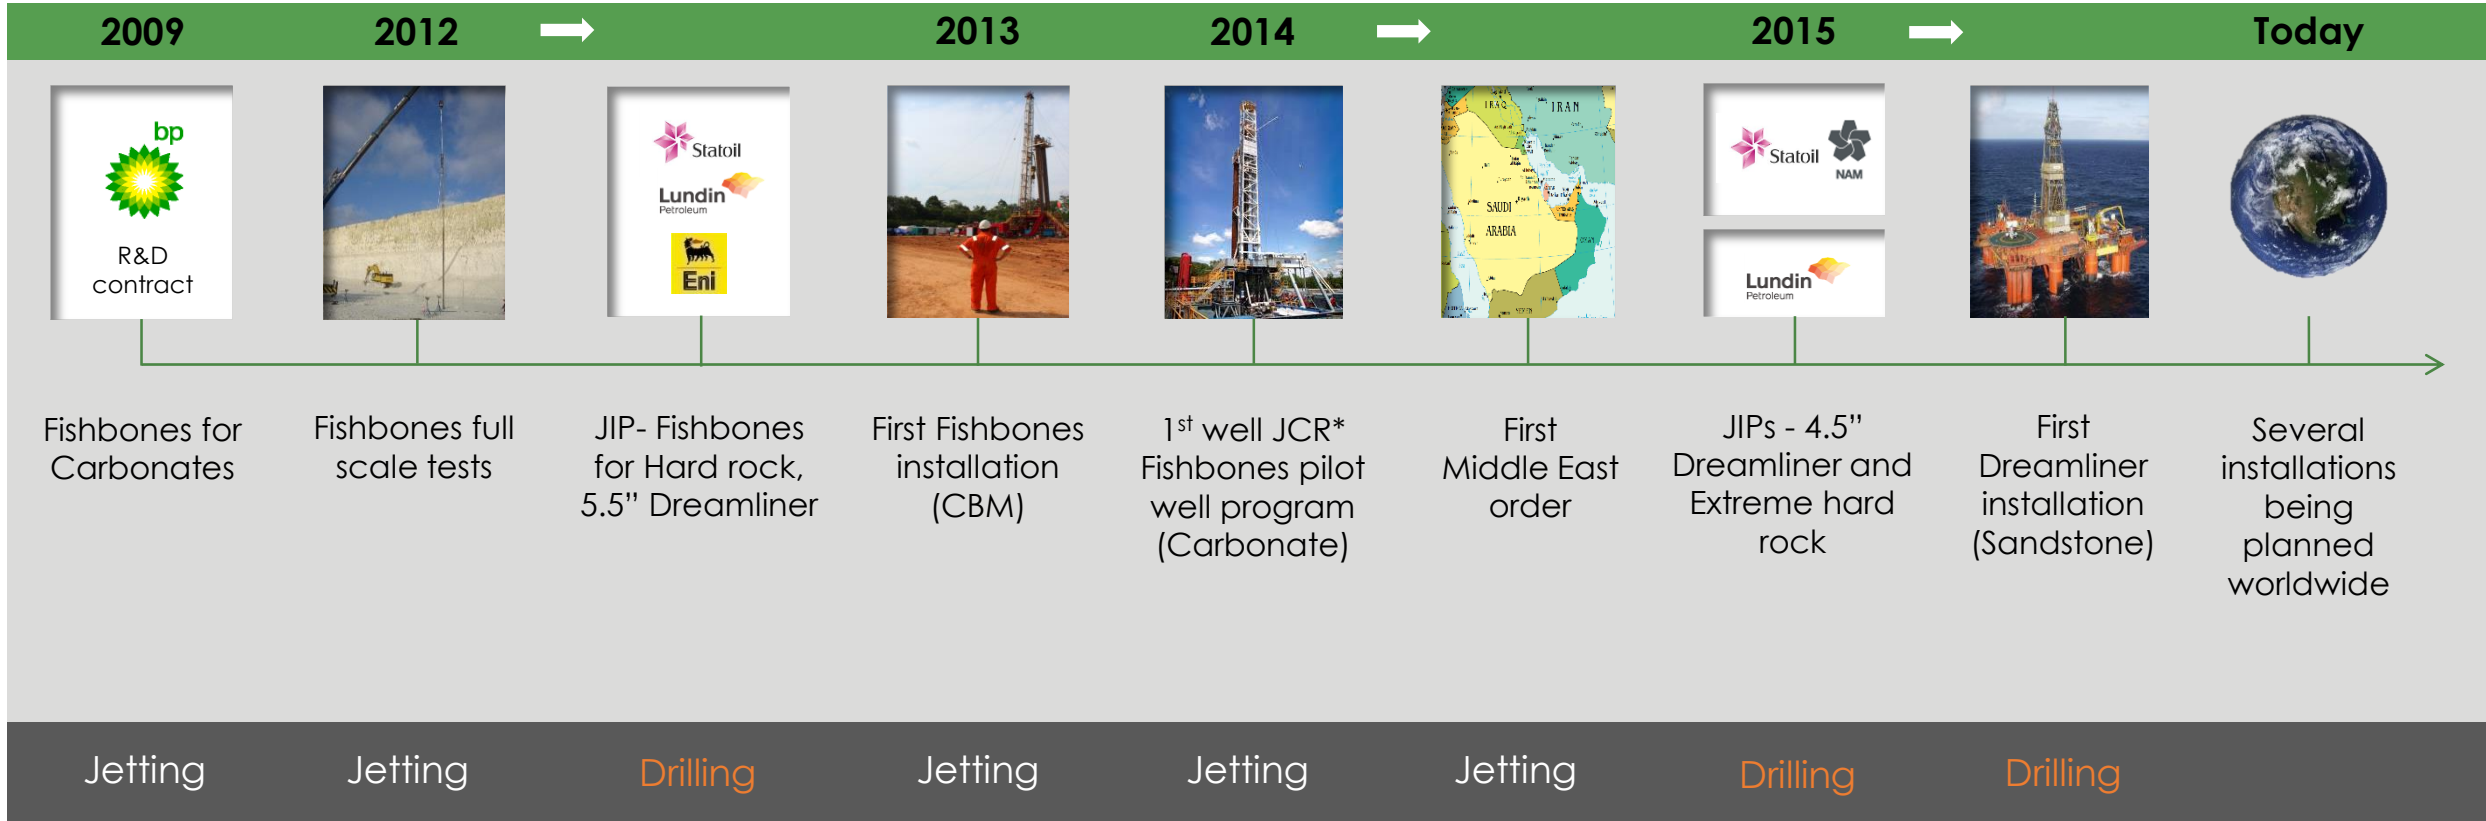 2009
2012
2013
2014
2015
Today
bp
R&D
contract
Statoil
Lundin
Petroleum
Eni
IRAQ
IRAN
SAUDI
ARABIA
YEMEN
Statoil
NAM
Lundin
Petroleum
Fishbones for
Carbonates
Fishbones full
scale tests
JIP- Fishbones
for Hard rock,
5.5” Dreamliner
First Fishbones
installation
(CBM)
1st well JCR*
Fishbones pilot
well program
(Carbonate)
First
Middle East
order
JIPs - 4.5”
Dreamliner and
Extreme hard
rock
First
Dreamliner
installation
(Sandstone)
Several
installations
being
planned
worldwide
Jetting
Jetting
Drilling
Jetting
Jetting
Jetting
Drilling
Drilling